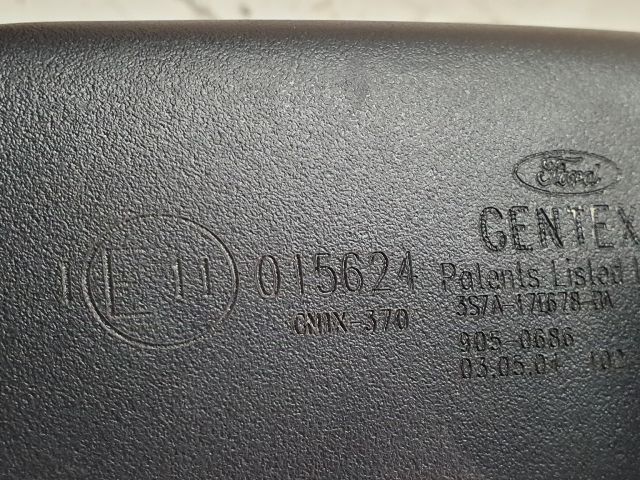 Ford
GENTEX
I E 11 015624
Patents Listed
GNTX-370
3S7A-17E678-DA
905-0686
03.05.04